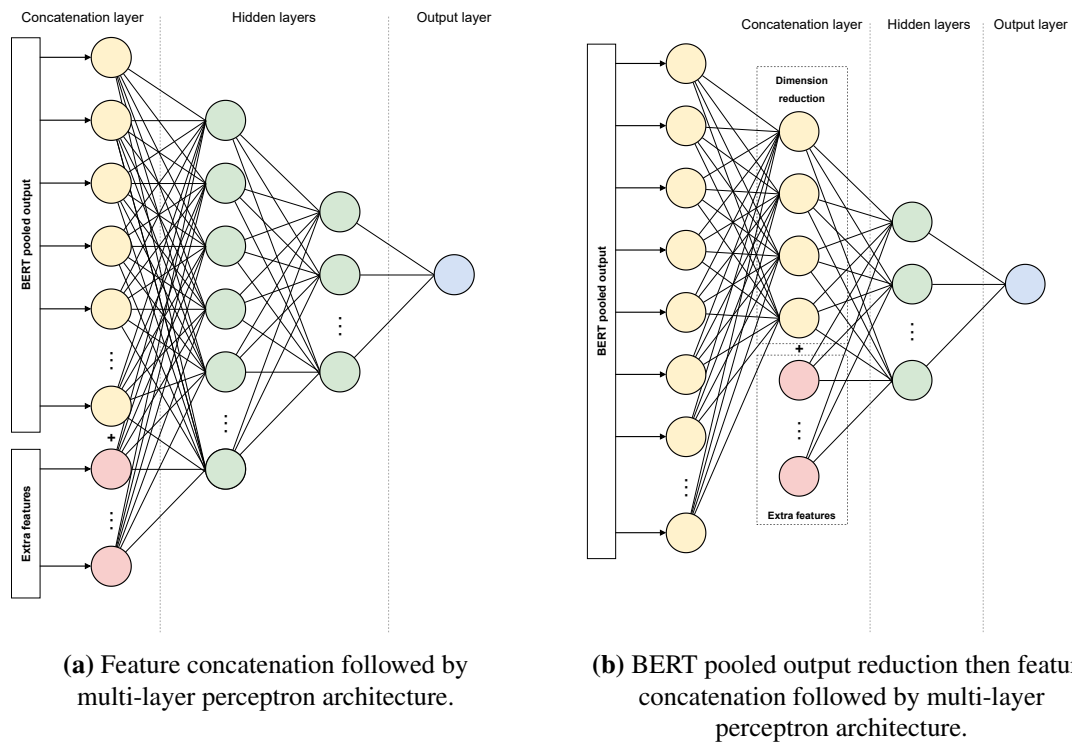 Concatenation layer
Hidden layers
Output layer
BERT pooled output
Extra features
+
(a) Feature concatenation followed by
multi-layer perceptron architecture.
Concatenation layer
Hidden layers
Output layer
BERT pooled output
Dimension
reduction
+
Extra features
(b) BERT pooled output reduction then featur
concatenation followed by multi-layer
perceptron architecture.